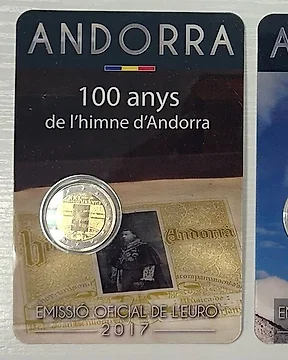 ANDORRA
100 anys
de l'himne d'Andorra
Andorra
EMISSIÓ OFICIAL DE L'EURO
2017